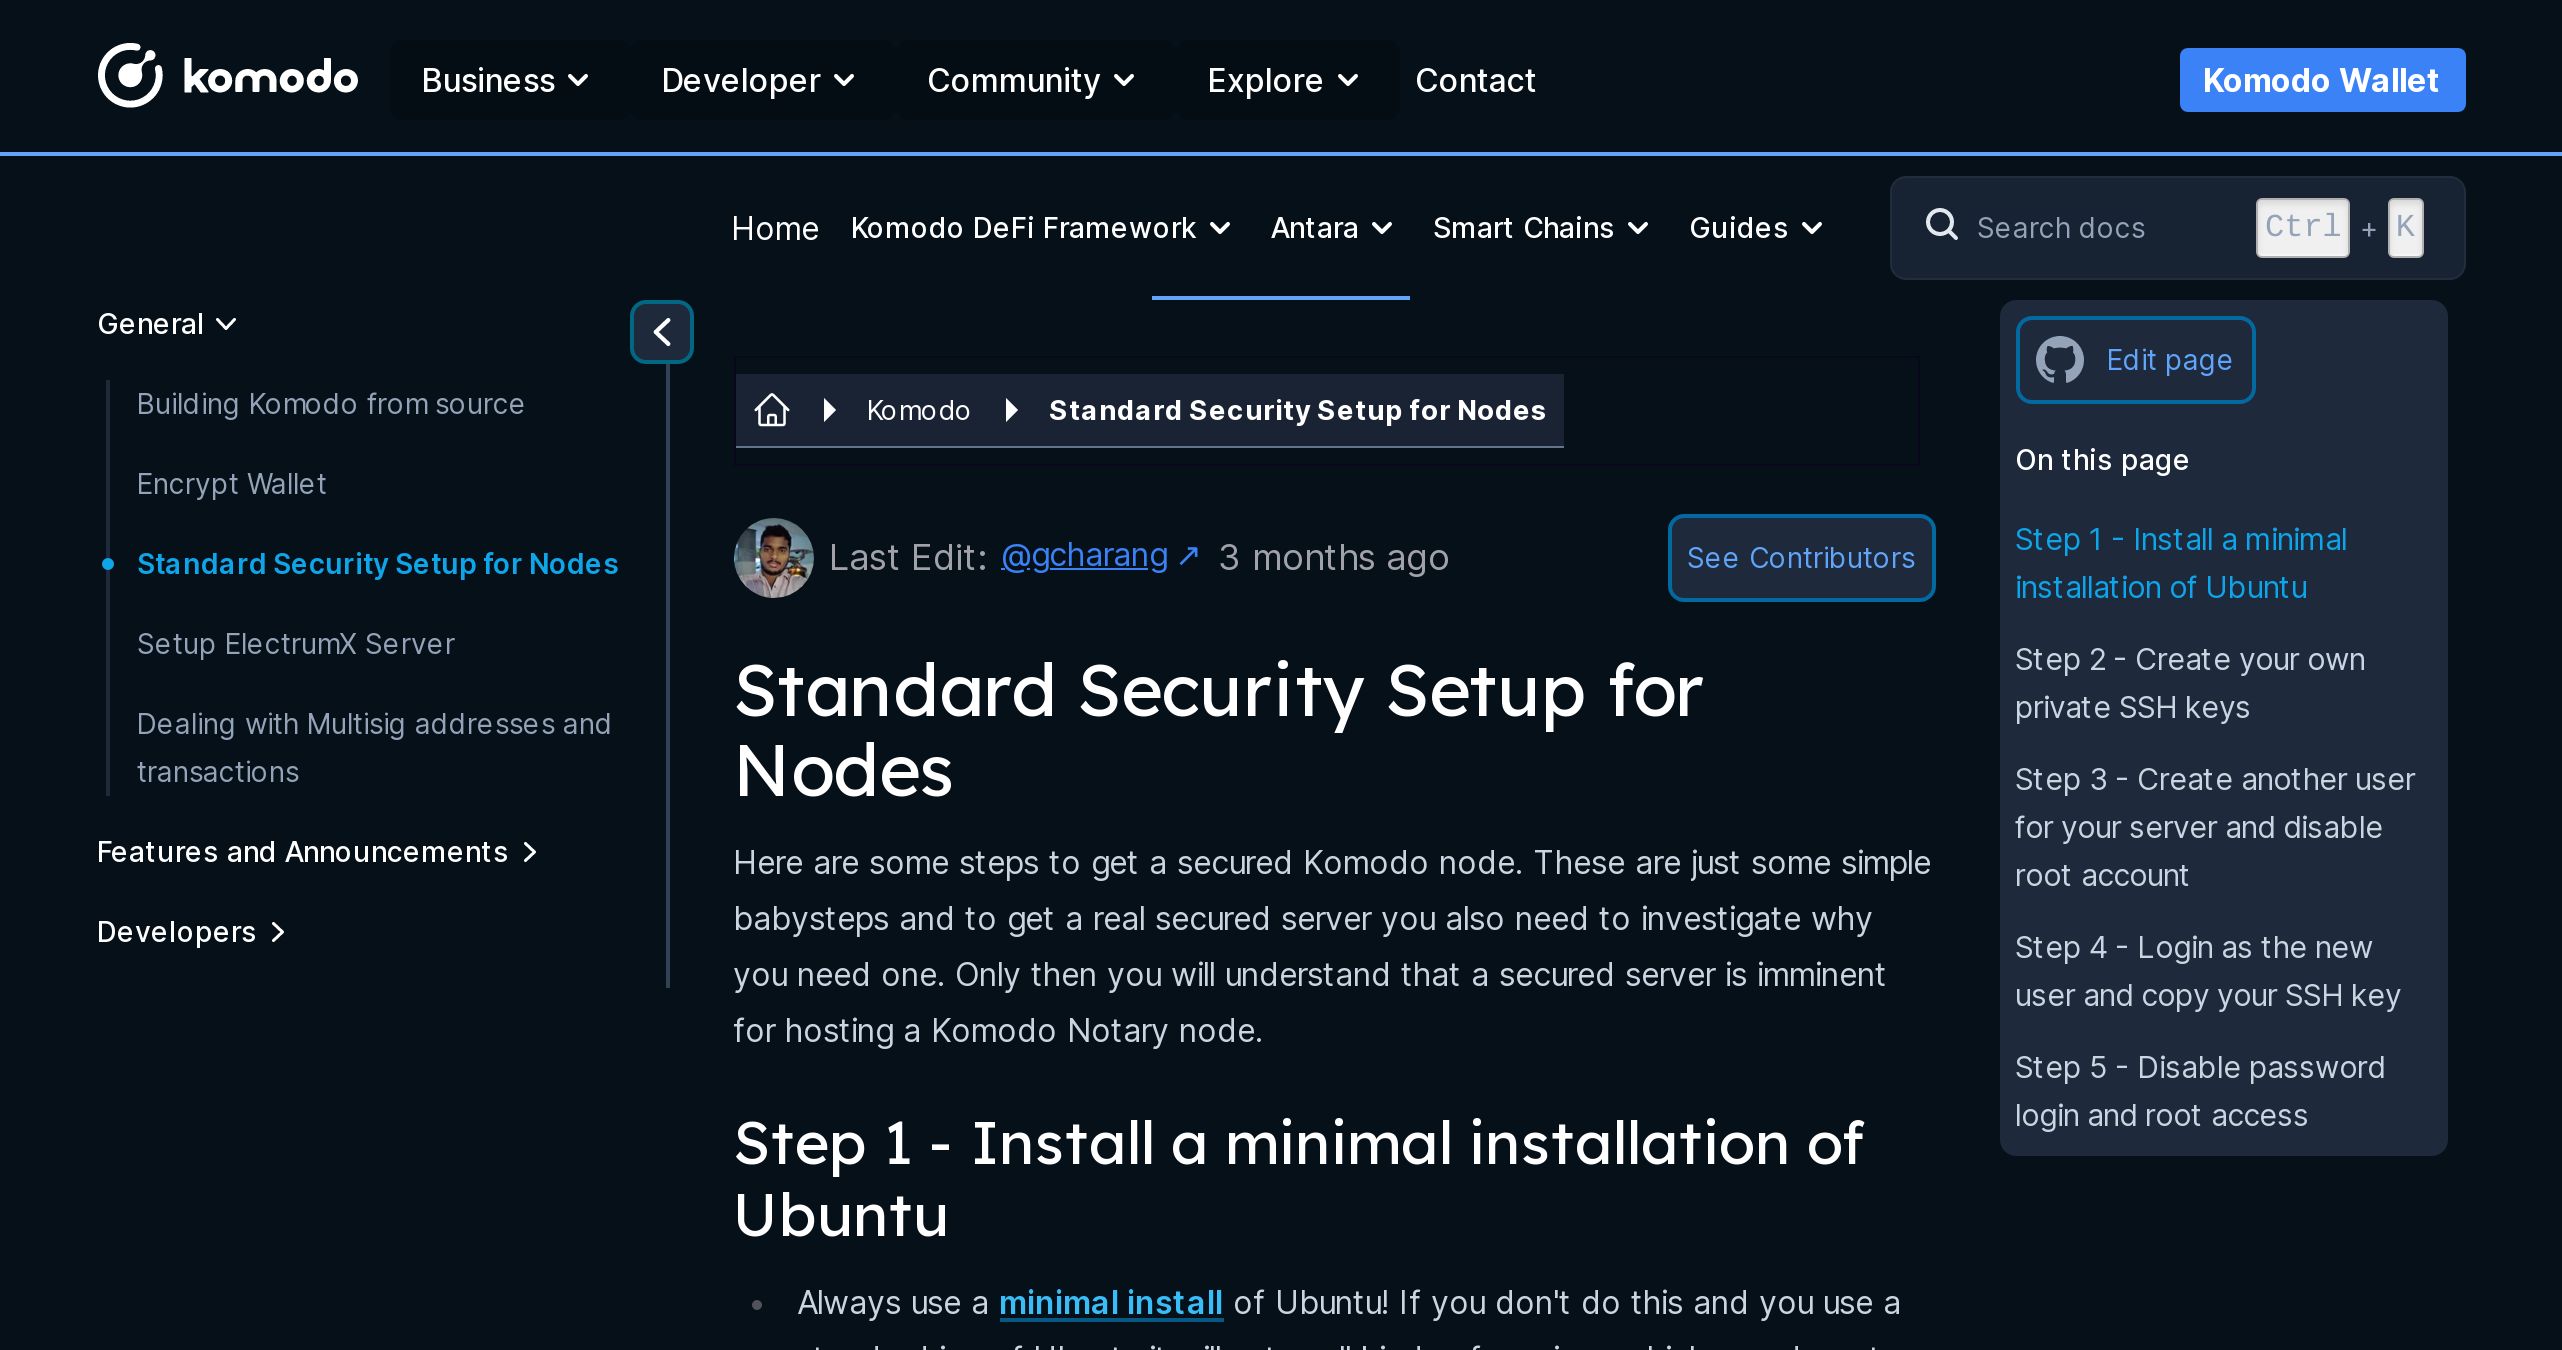 komodo
Business
Developer
Community
Explore
Contact
Komodo Wallet
Home
Komodo DeFi Framework
Antara
Smart Chains
Guides
Search docs
Ctrl + K
General
Building Komodo from source
Encrypt Wallet
Standard Security Setup for Nodes
Setup ElectrumX Server
Dealing with Multisig addresses and
transactions
Features and Announcements
Developers
Komodo
Standard Security Setup for Nodes
Last Edit: @gcharang ↗ 3 months ago
See Contributors
Standard Security Setup for
Nodes
Here are some steps to get a secured Komodo node. These are just some simple
babysteps and to get a real secured server you also need to investigate why
you need one. Only then you will understand that a secured server is imminent
for hosting a Komodo Notary node.
Step 1 - Install a minimal installation of
Ubuntu
Always use a minimal install of Ubuntu! If you don't do this and you use a
Edit page
On this page
Step 1 - Install a minimal
installation of Ubuntu
Step 2 - Create your own
private SSH keys
Step 3 - Create another user
for your server and disable
root account
Step 4 - Login as the new
user and copy your SSH key
Step 5 - Disable password
login and root access